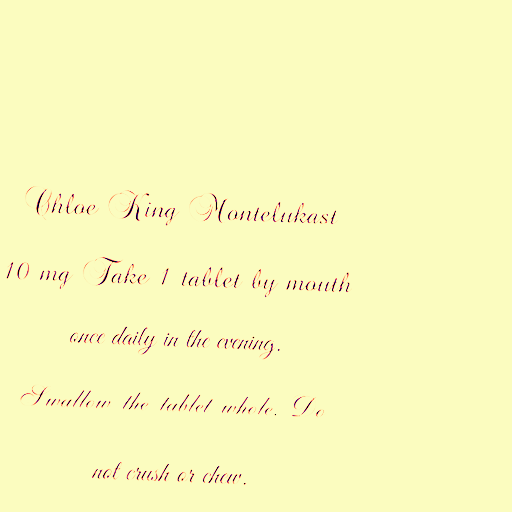 Chloe King Montelukast
10 mg Take 1 tablet by mouth
once daily in the evening.
Swallow the tablet whole. Do
not crush or chew.